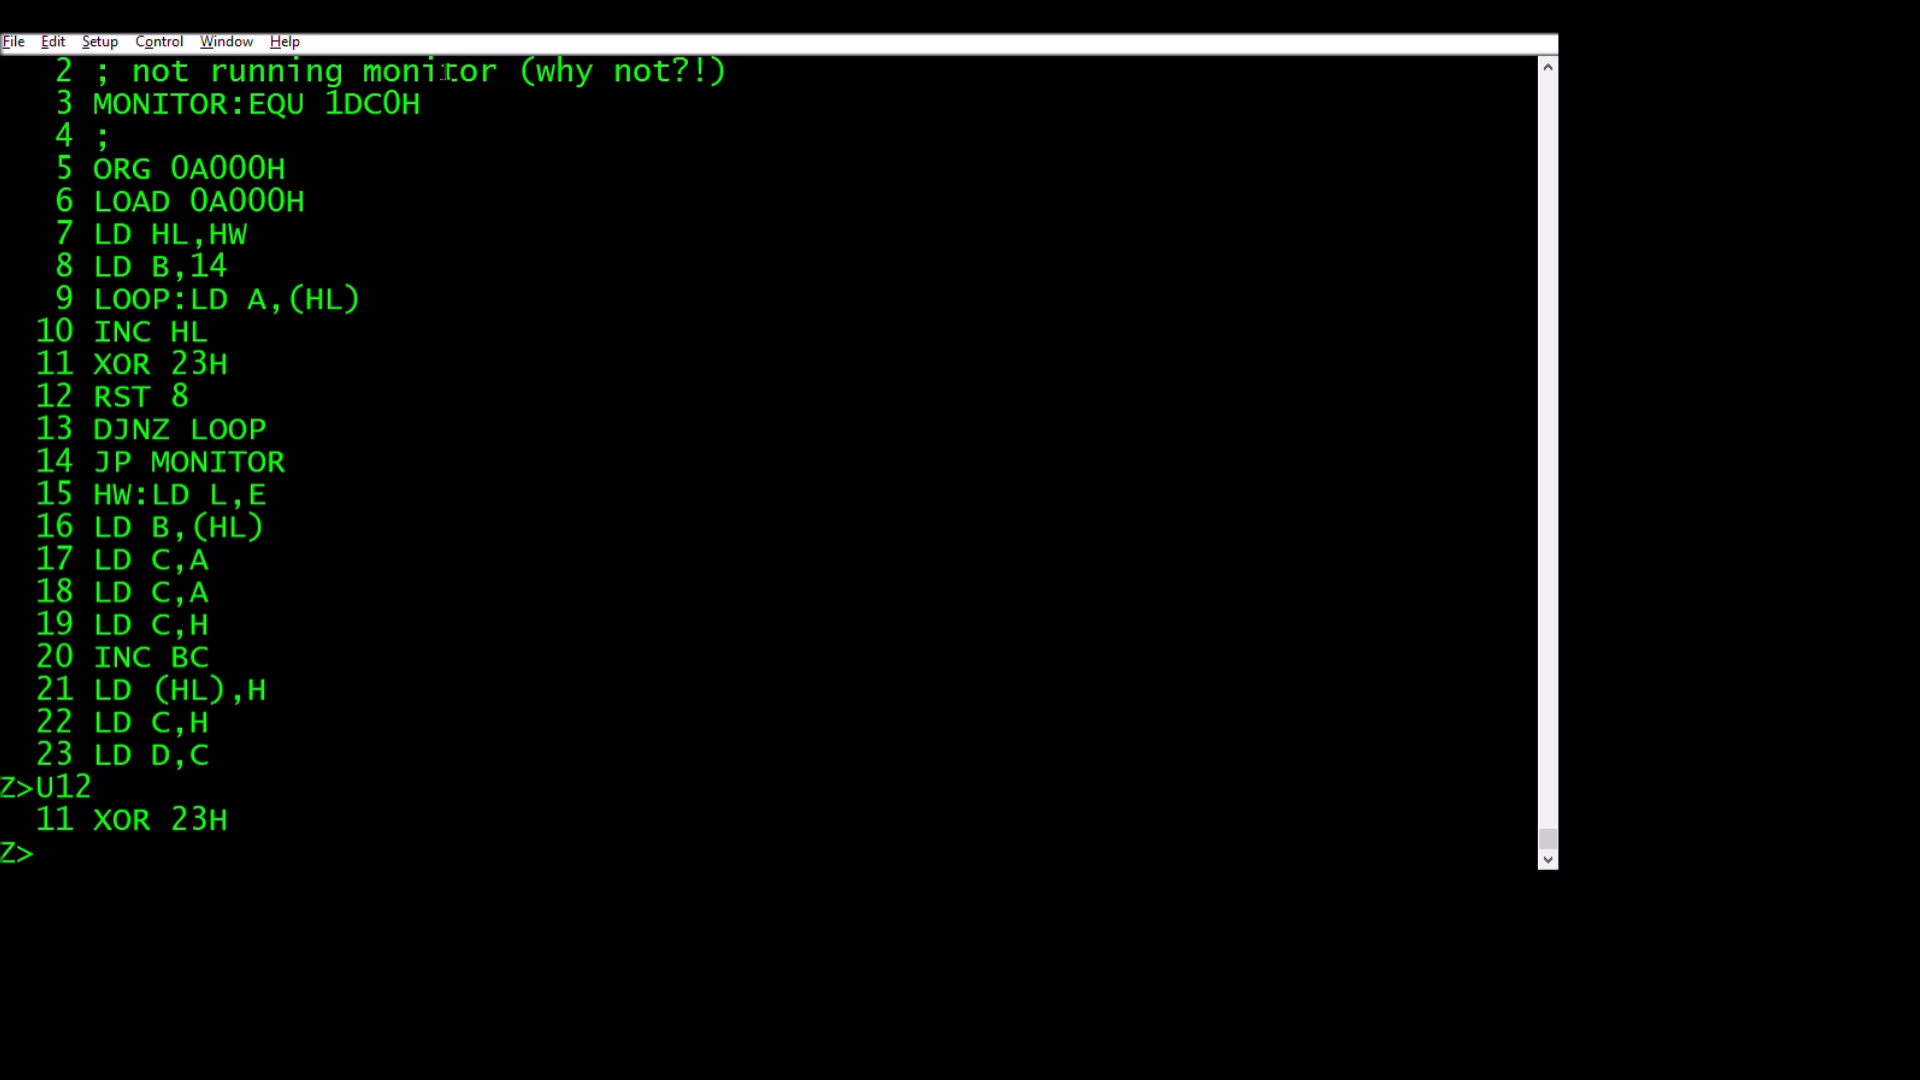 File Edit Setup Control Window Help
2 ; not running monitor (why not?!)
3 MONITOR:EQU 1DC0H
4 ;
5 ORG 0A000H
6 LOAD 0A000H
7 LD HL,HW
8 LD B,14
9 LOOP:LD A,(HL)
10 INC HL
11 XOR 23H
12 RST 8
13 DJNZ LOOP
14 JP MONITOR
15 HW:LD L,E
16 LD B,(HL)
17 LD C,A
18 LD C,A
19 LD C,H
20 INC BC
21 LD (HL),H
22 LD C,H
23 LD D,C
Z>U12
11 XOR 23H
Z>